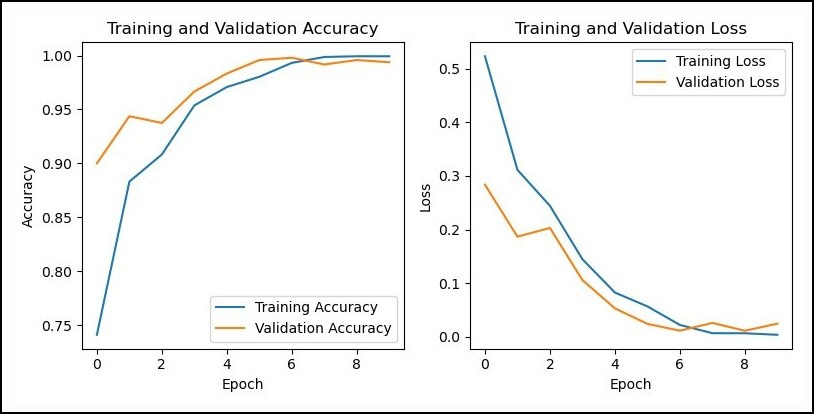 Training and Validation Accuracy
1.00
0.95
0.90
0.85
0.80
0.75
Accuracy
Training Accuracy
Validation Accuracy
0 2 4 6 8
Epoch
Training and Validation Loss
Training Loss
Validation Loss
0.5
0.4
0.3
0.2
0.1
0.0
Loss
0 2 4 6 8
Epoch